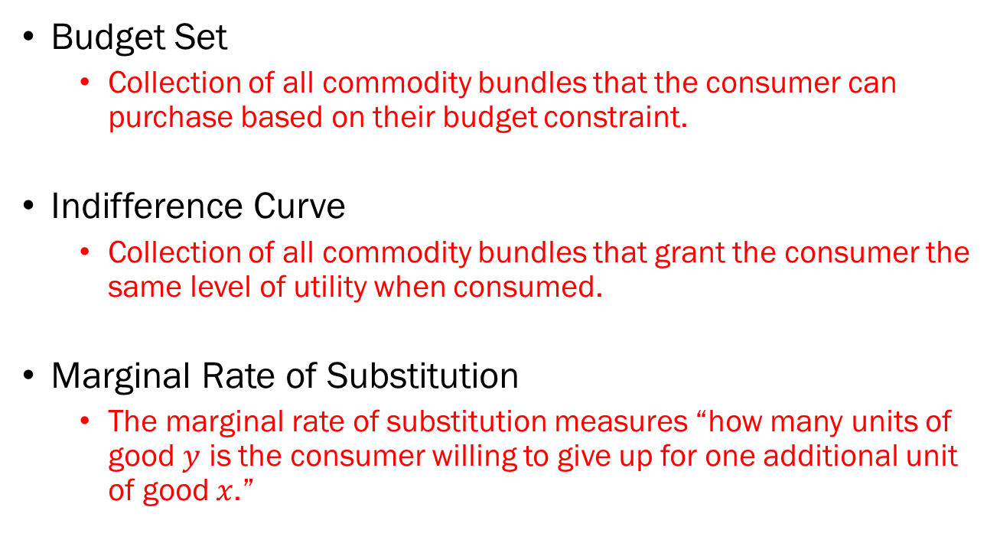 • Budget Set
• Collection of all commodity bundles that the consumer can
purchase based on their budget constraint.
• Indifference Curve
• Collection of all commodity bundles that grant the consumer the
same level of utility when consumed.
• Marginal Rate of Substitution
• The marginal rate of substitution measures “how many units of
good 𝑦 is the consumer willing to give up for one additional unit
of good 𝑥.”